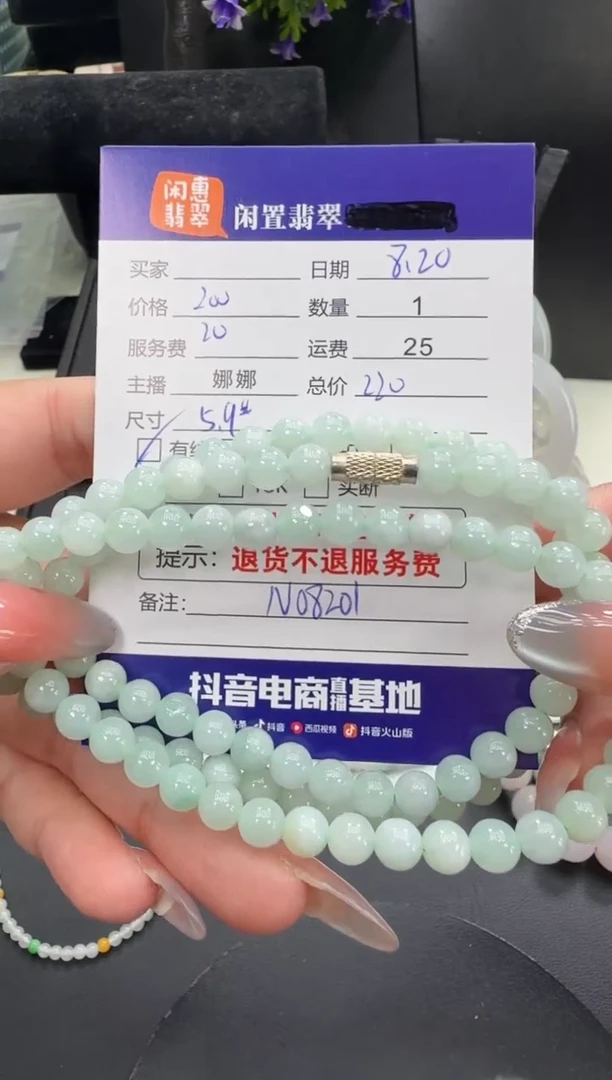 闲惠
翡翠
闲置翡翠
买家 日期 8.20
价格 200 数量 1
服务费 20 运费 25
主播 娜娜 总价 220
尺寸 5.9
买断
提示: 退货不退服务费
备注: N08201
抖音电商直播基地
抖音 西瓜视频 抖音火山版